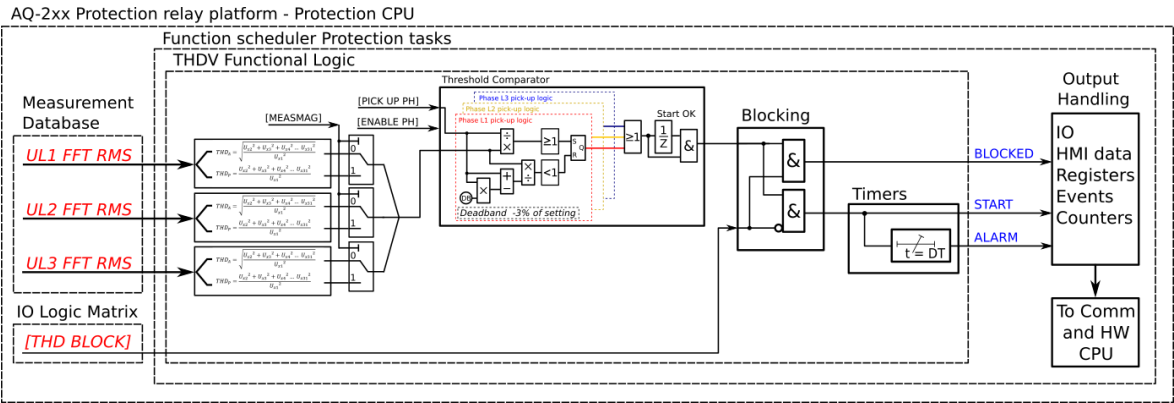 AQ-2xx Protection relay platform - Protection CPU
Function scheduler Protection tasks
THDV Functional Logic
Measurement
Database
UL1 FFT RMS
UL2 FFT RMS
UL3 FFT RMS
IO Logic Matrix
[THD BLOCK]
[MEASMAG]
0
1
0
1
0
1
[PICK UP PH]
[ENABLE PH]
Threshold Comparator
Phase L3 pick-up logic
Phase L2 pick-up logic
Phase L1 pick-up logic
÷
×
≥1
S
Q
R
×
÷
<1
+
−
×
DB
Deadband -3% of setting
≥1
Start OK
1
Z
&
Blocking
&
&
Timers
t = DT
BLOCKED
START
ALARM
Output
Handling
IO
HMI data
Registers
Events
Counters
To Comm
and HW
CPU